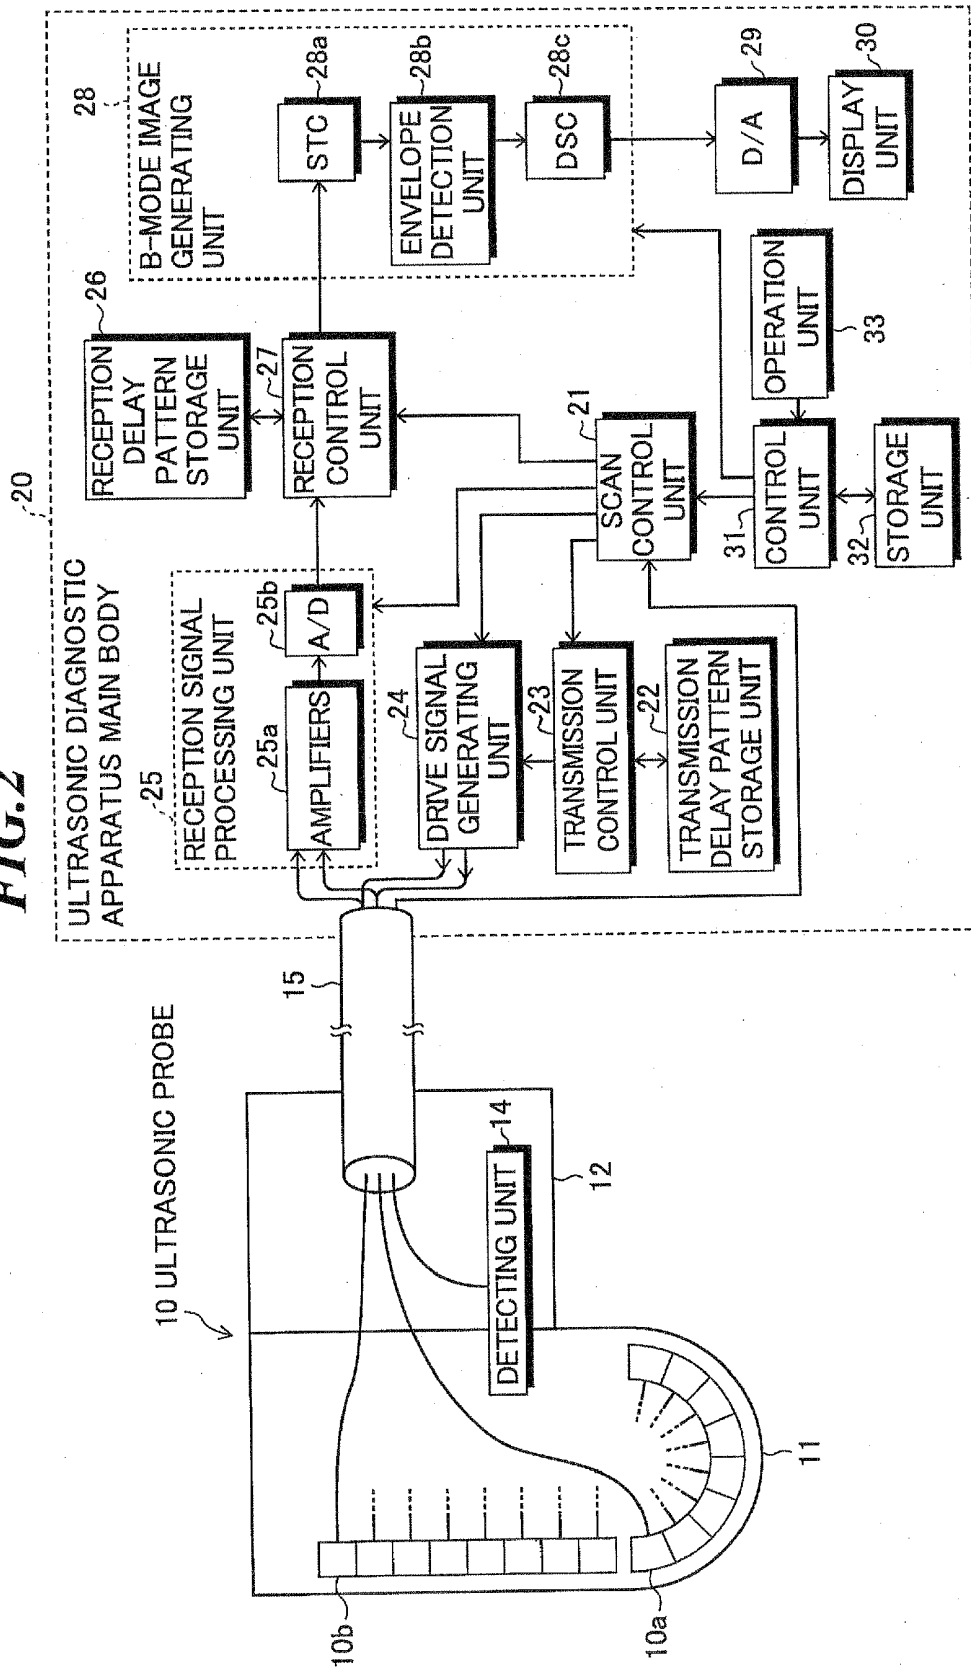 FIG.2
10 ULTRASONIC PROBE
10b
10a
11
12
DETECTING UNIT
14
15
20
ULTRASONIC DIAGNOSTIC
APPARATUS MAIN BODY
25
RECEPTION SIGNAL
PROCESSING UNIT
25a
AMPLIFIERS
25b
A/D
24
DRIVE SIGNAL
GENERATING
UNIT
23
TRANSMISSION
CONTROL UNIT
22
TRANSMISSION
DELAY PATTERN
STORAGE UNIT
26
RECEPTION
DELAY
PATTERN
STORAGE
UNIT
27
RECEPTION
CONTROL
UNIT
21
SCAN
CONTROL
UNIT
31
CONTROL
UNIT
32
STORAGE
UNIT
OPERATION
UNIT
33
28
B-MODE IMAGE
GENERATING
UNIT
STC
28a
ENVELOPE
DETECTION
UNIT
28b
DSC
28c
D/A
29
DISPLAY
UNIT
30